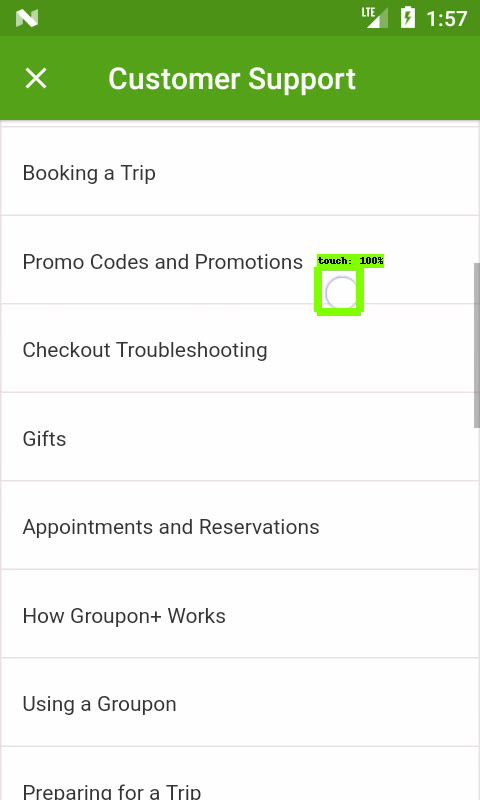 LTE 1:57
Customer Support
Booking a Trip
Promo Codes and Promotions
touch: 100%
Checkout Troubleshooting
Gifts
Appointments and Reservations
How Groupon+ Works
Using a Groupon
Preparing for a Trip